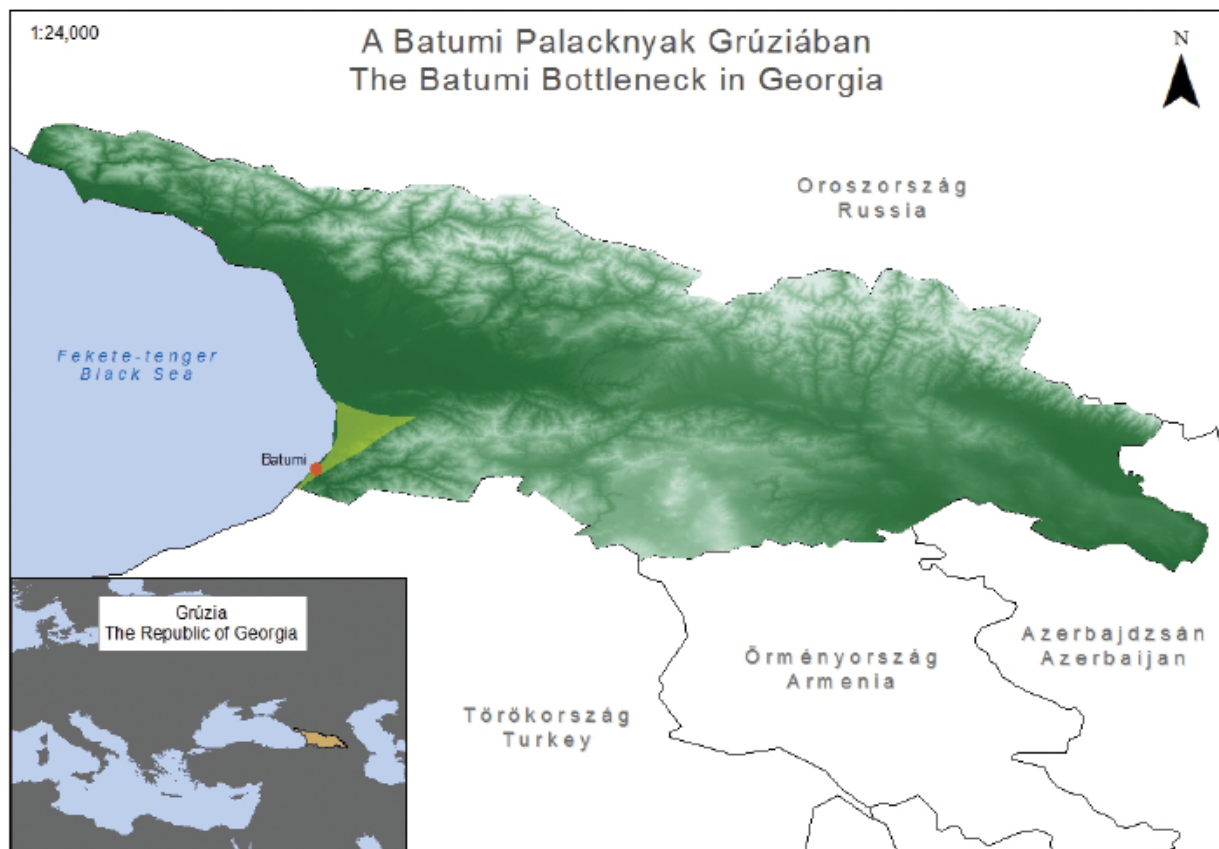 1:24,000
A Batumi Palacknyak Grúziában
The Batumi Bottleneck in Georgia
N
Oroszország
Russia
Fekete-tenger
Black Sea
Batumi
Grúzia
The Republic of Georgia
Azerbajdzsán
Azerbaijan
Örményország
Armenia
Törökország
Turkey